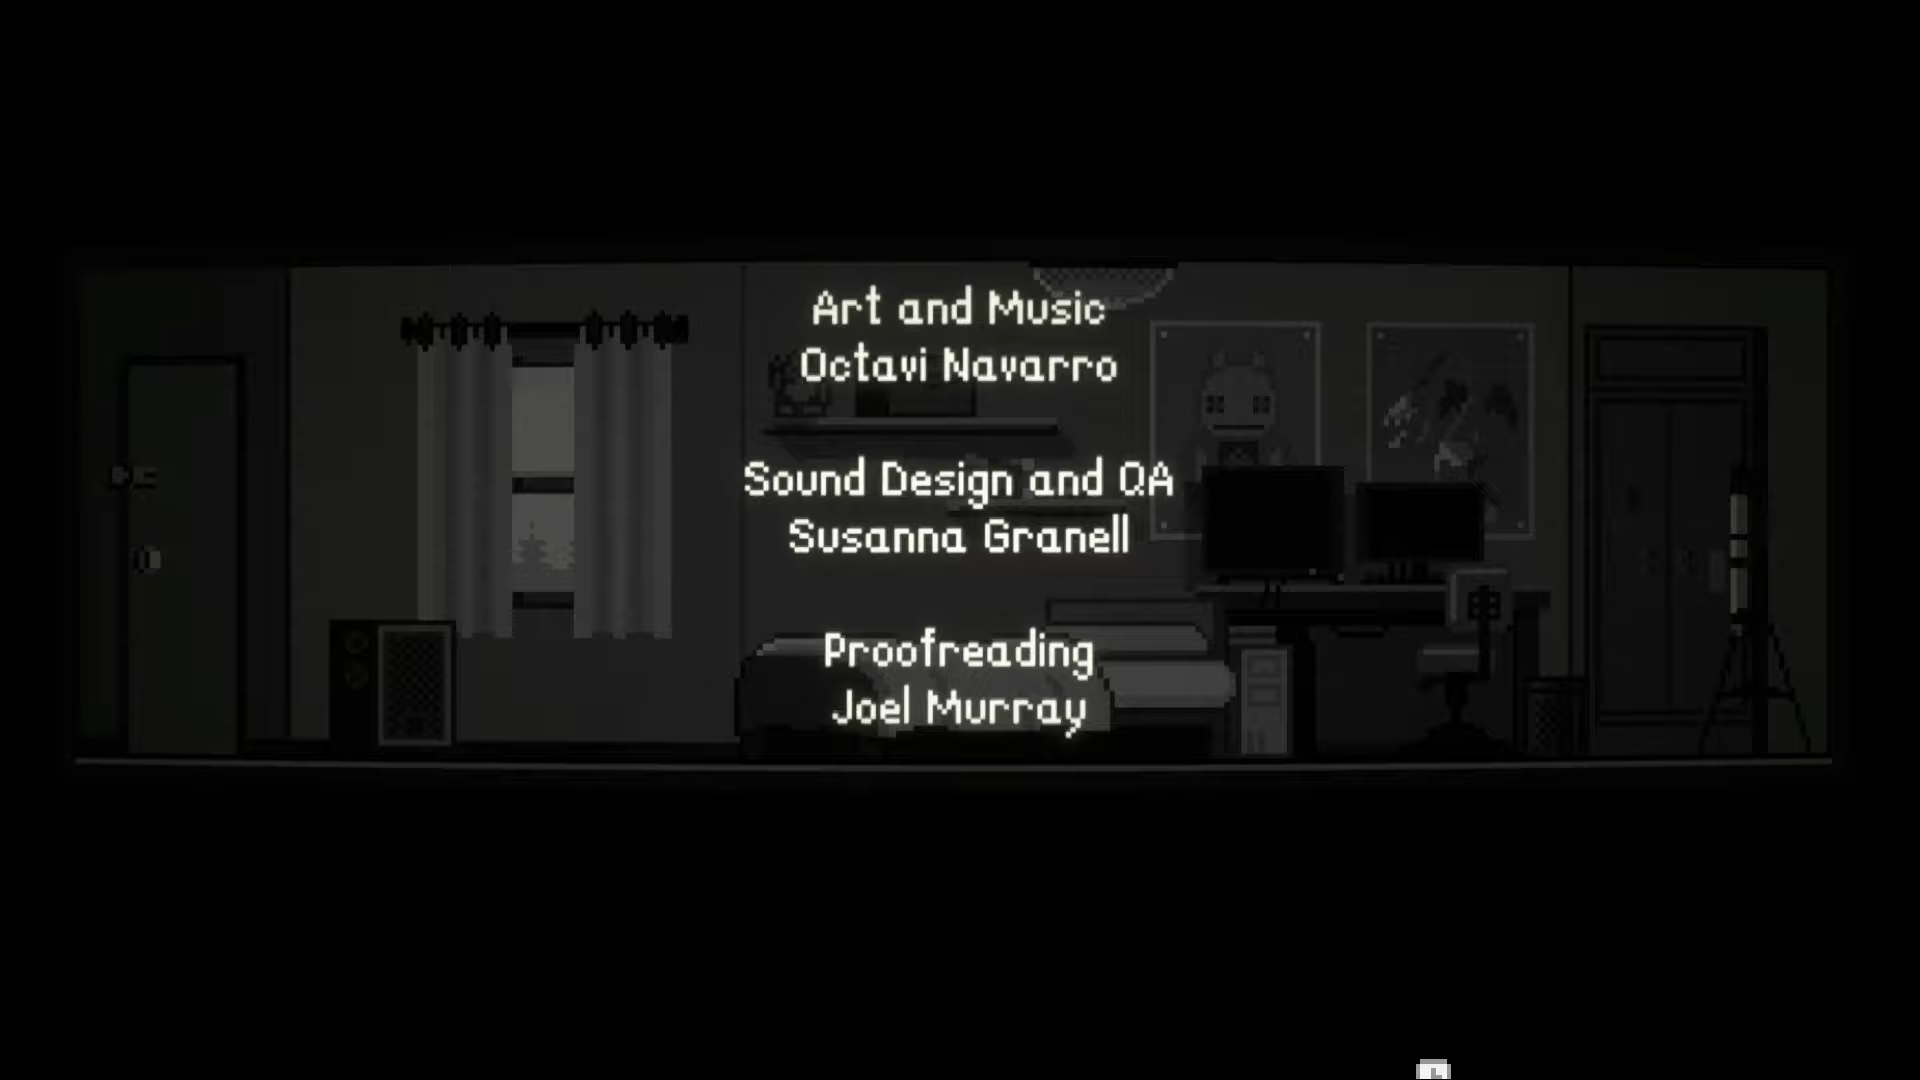 Art and Music
Octavi Navarro
Sound Design and QA
Susanna Granell
Proofreading
Joel Murray